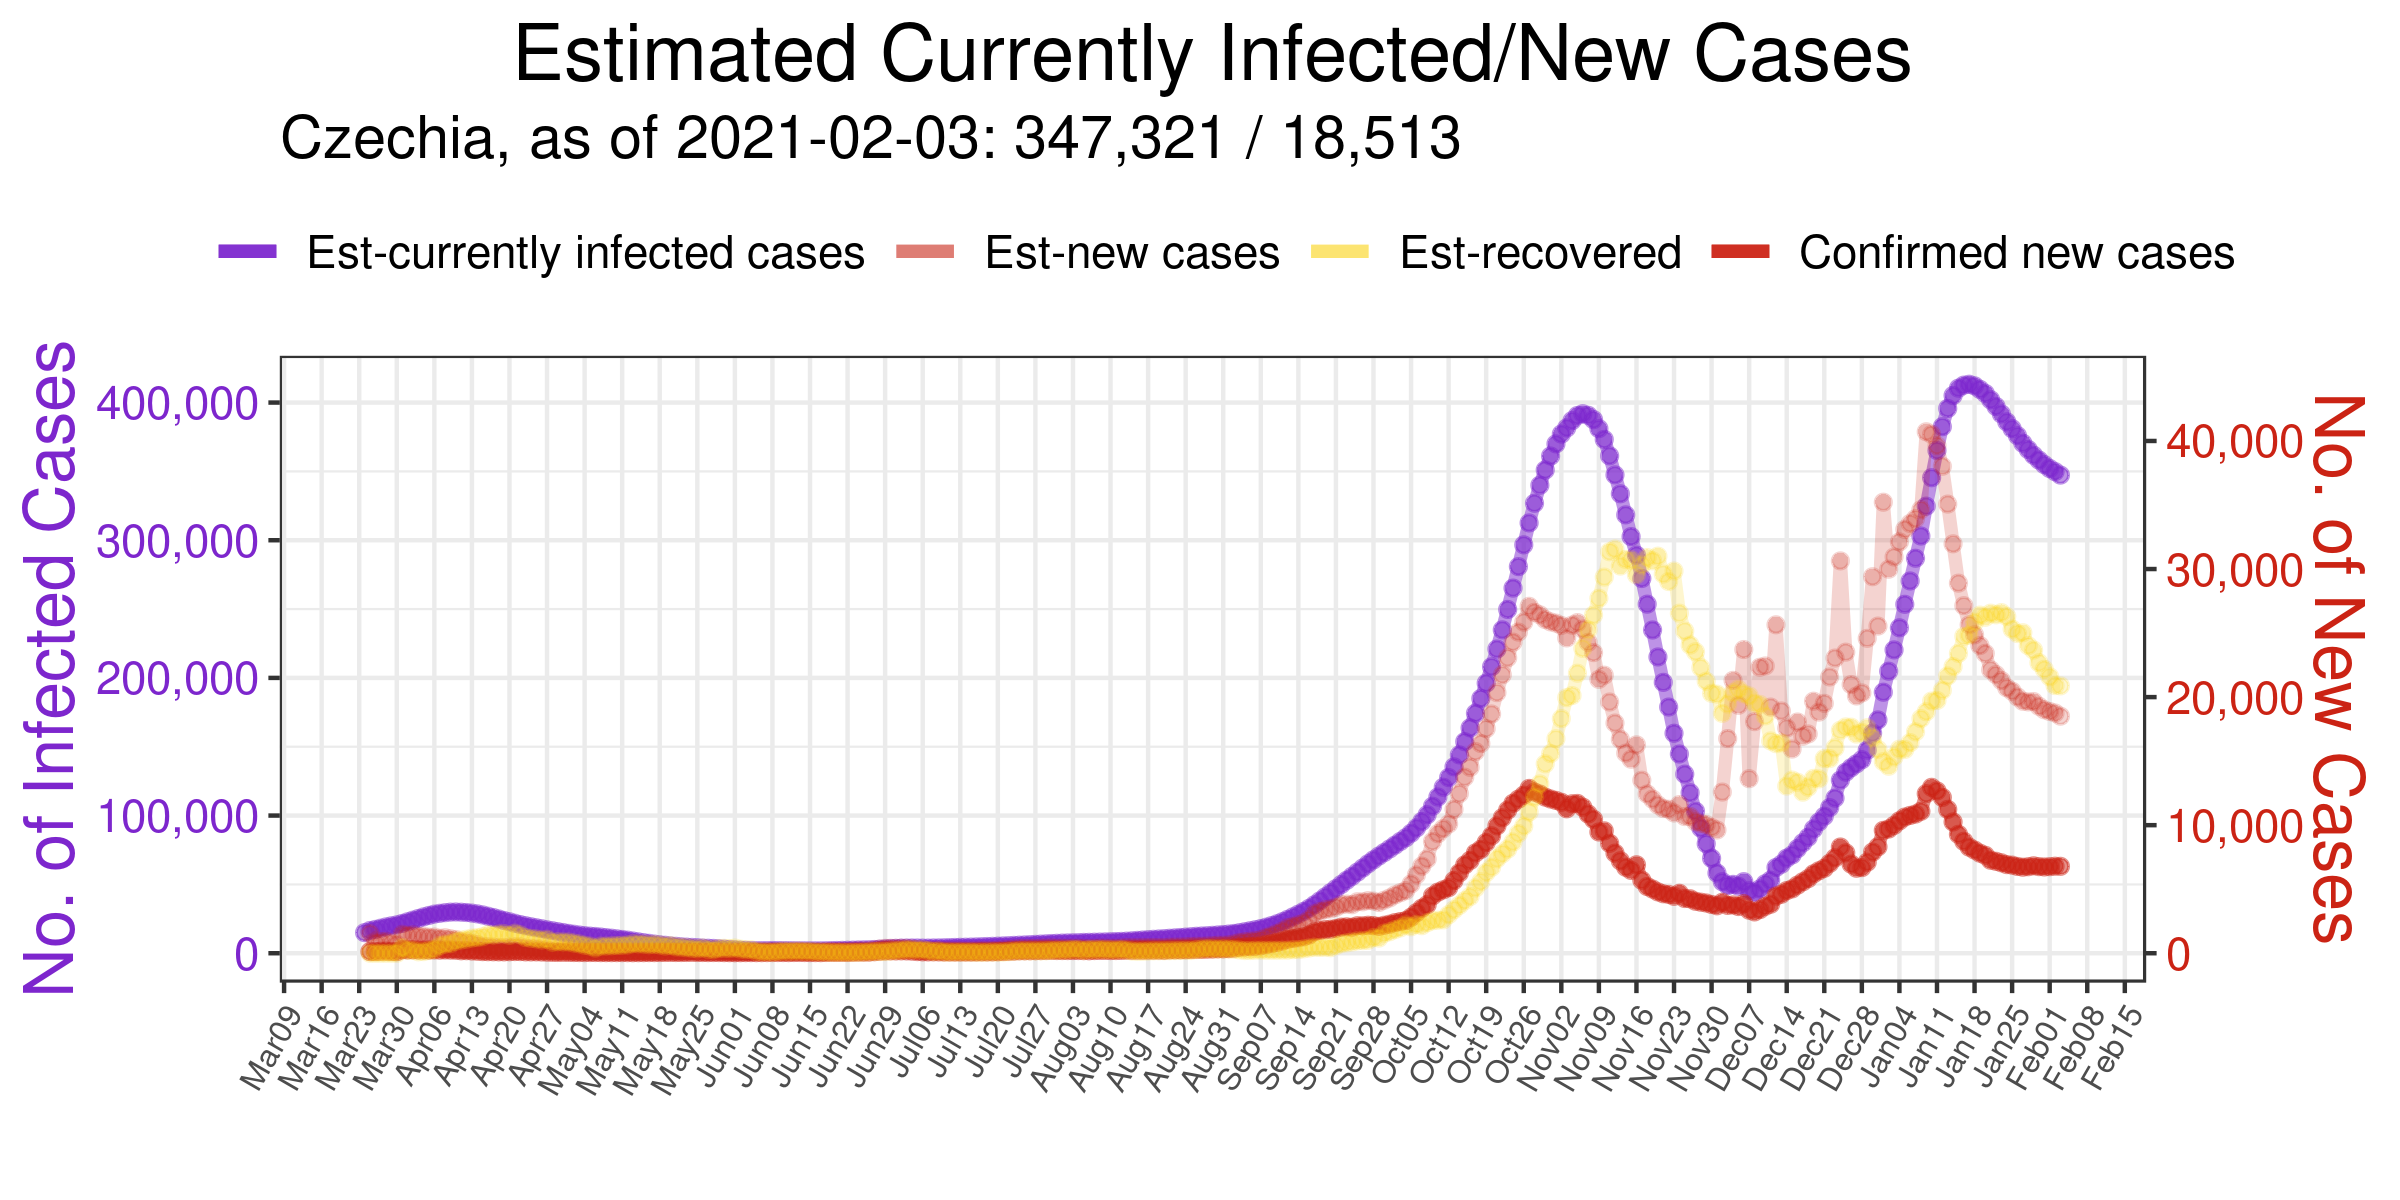 Estimated Currently Infected/New Cases
Czechia, as of 2021-02-03: 347,321 / 18,513
Est-currently infected cases Est-new cases Est-recovered Confirmed new cases
No. of Infected Cases
400,000
300,000
200,000
100,000
0
40,000
30,000
20,000
10,000
0
No. of New Cases
Mar09 Mar16 Mar23 Mar30 Apr06 Apr13 Apr20 Apr27 May04 May11 May18 May25 Jun01 Jun08 Jun15 Jun22 Jun29 Jul06 Jul13 Jul20 Jul27 Aug03 Aug10 Aug17 Aug24 Aug31 Sep07 Sep14 Sep21 Sep28 Oct05 Oct12 Oct19 Oct26 Nov02 Nov09 Nov16 Nov23 Nov30 Dec07 Dec14 Dec21 Dec28 Jan04 Jan11 Jan18 Jan25 Feb01 Feb08 Feb15